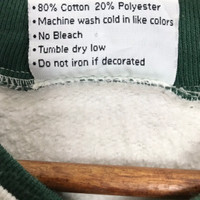 • 80% Cotton 20% Polyester
• Machine wash cold in like colors
• No Bleach
• Tumble dry low
• Do not iron if decorated